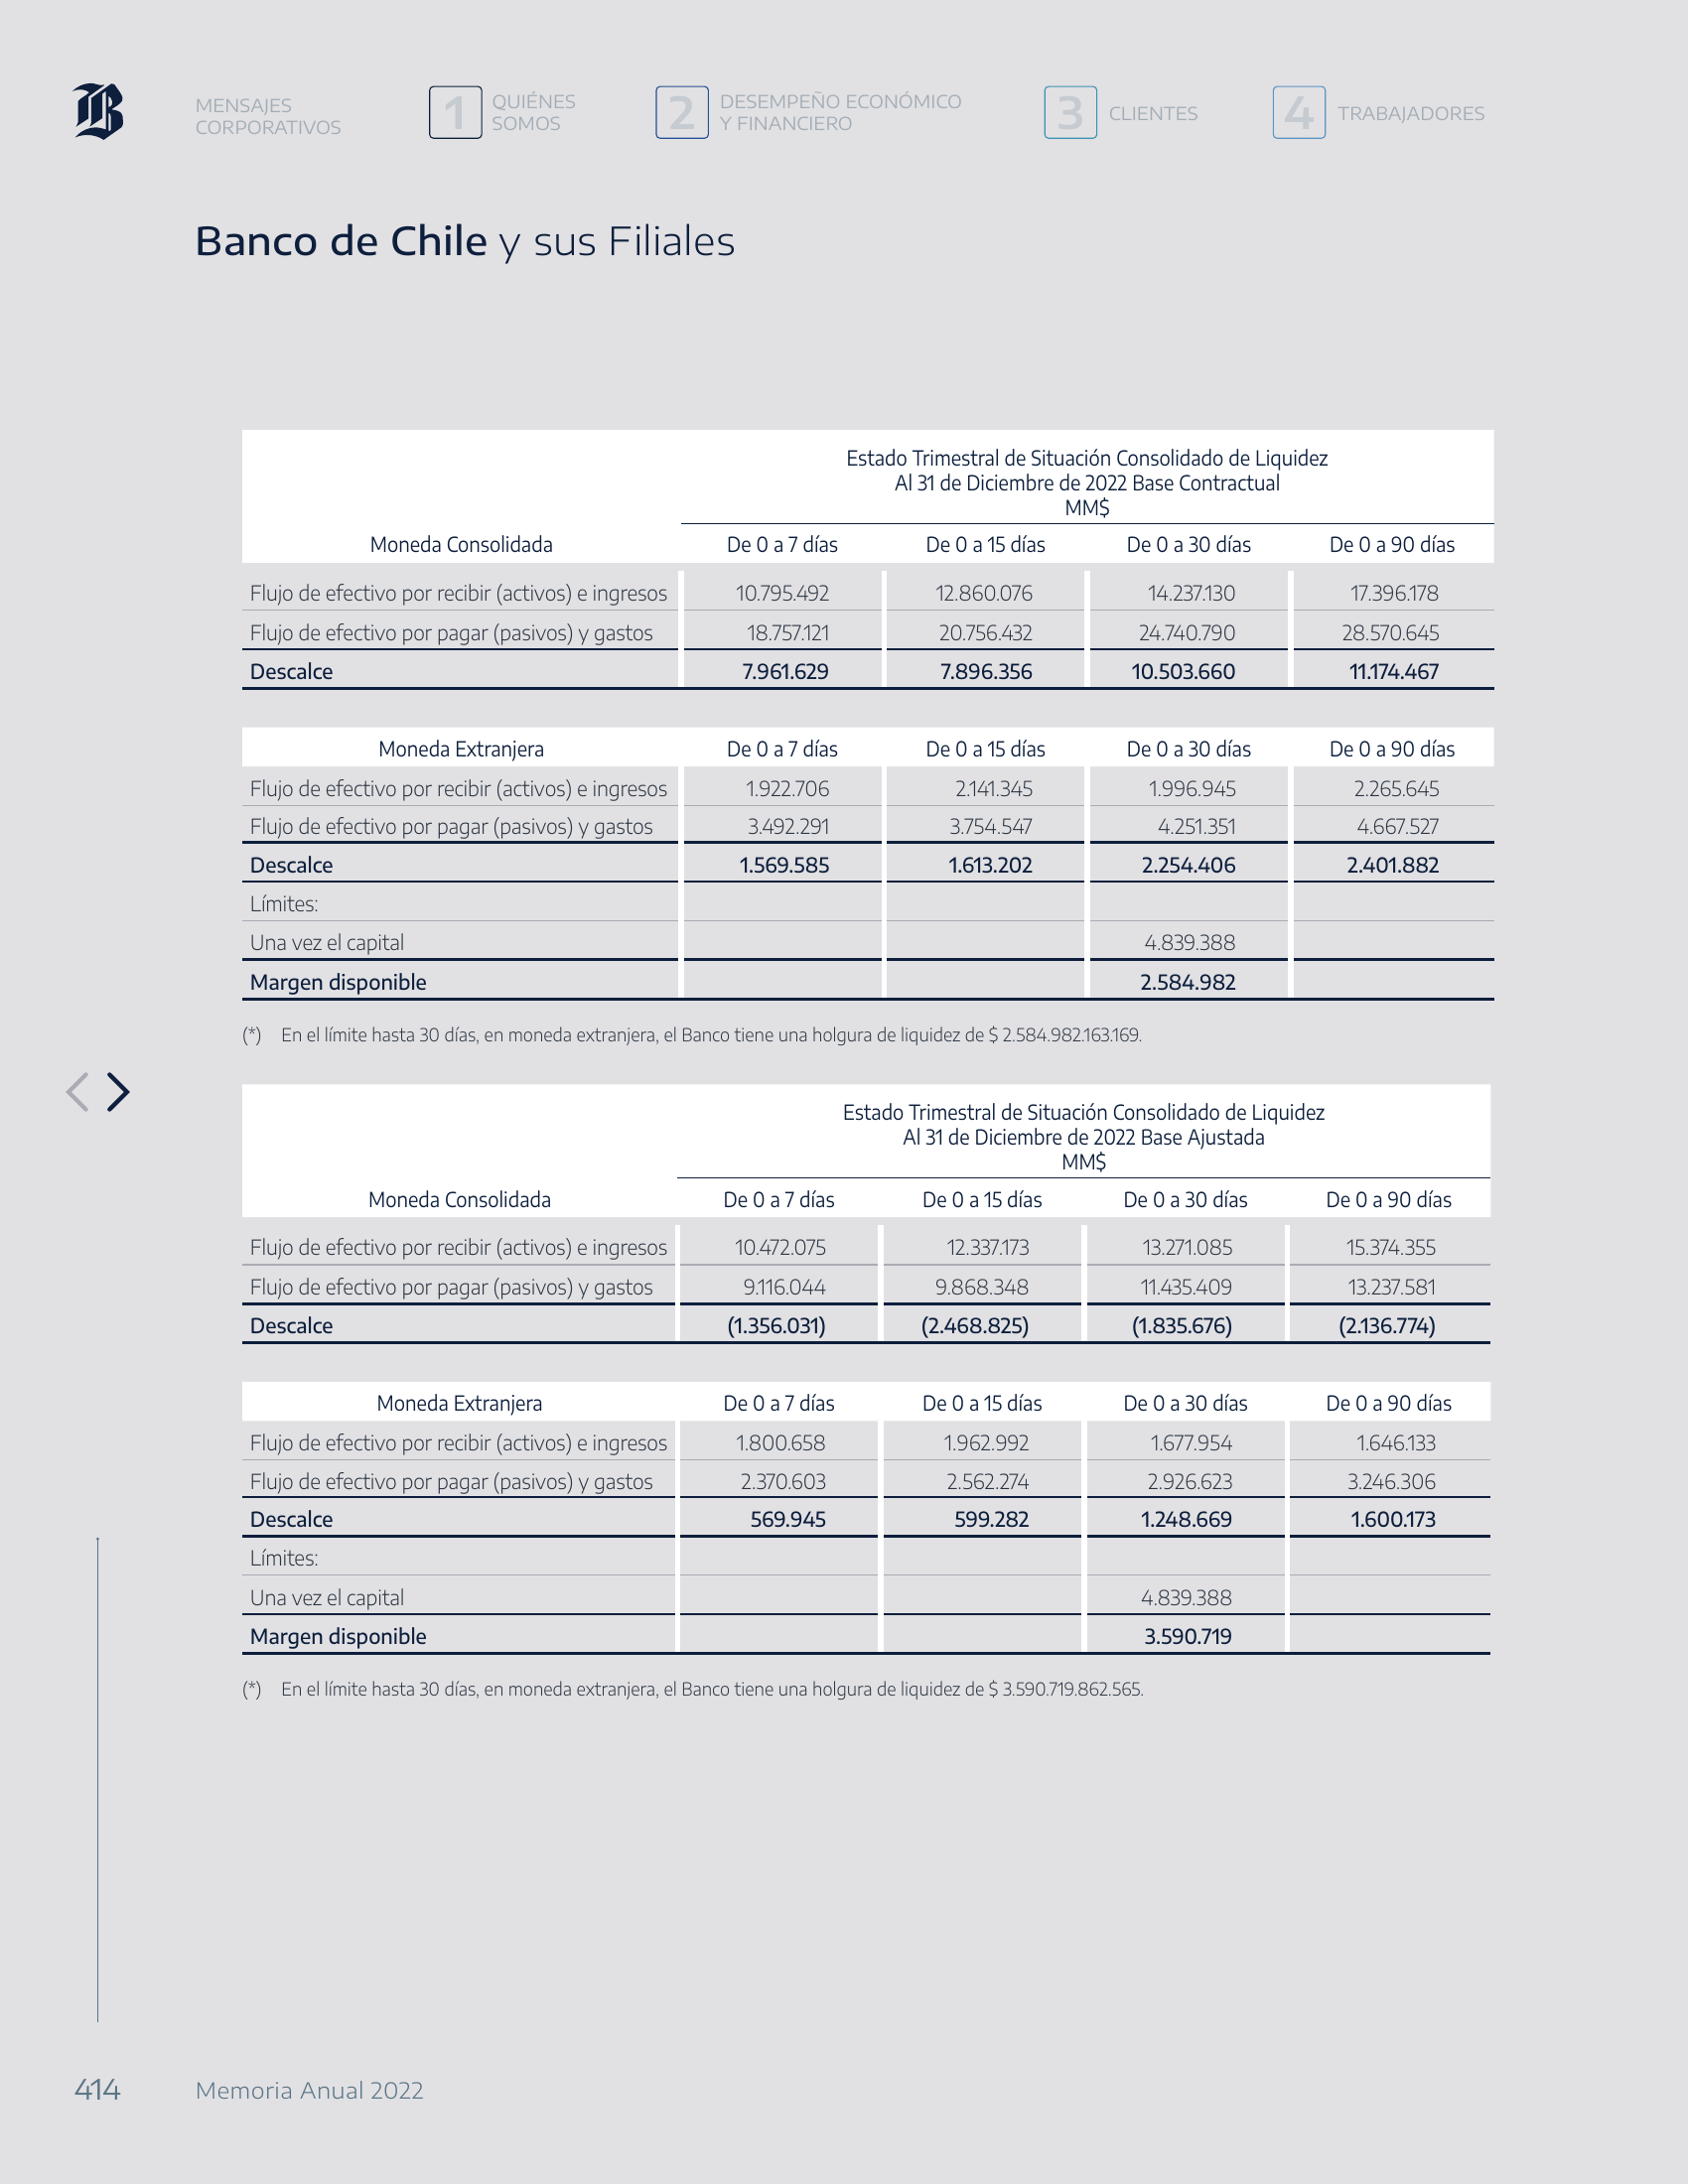 MENSAJES
CORPORATIVOS
1 QUIÉNES
SOMOS
2 DESEMPEÑO ECONÓMICO
Y FINANCIERO
3 CLIENTES
4 TRABAJADORES
Banco de Chile y sus Filiales
Estado Trimestral de Situación Consolidado de Liquidez
Al 31 de Diciembre de 2022 Base Contractual
MM$
Moneda Consolidada De 0 a 7 días De 0 a 15 días De 0 a 30 días De 0 a 90 días
Flujo de efectivo por recibir (activos) e ingresos 10.795.492 12.860.076 14.237.130 17.396.178
Flujo de efectivo por pagar (pasivos) y gastos 18.757.121 20.756.432 24.740.790 28.570.645
Descalce 7.961.629 7.896.356 10.503.660 11.174.467
Moneda Extranjera De 0 a 7 días De 0 a 15 días De 0 a 30 días De 0 a 90 días
Flujo de efectivo por recibir (activos) e ingresos 1.922.706 2.141.345 1.996.945 2.265.645
Flujo de efectivo por pagar (pasivos) y gastos 3.492.291 3.754.547 4.251.351 4.667.527
Descalce 1.569.585 1.613.202 2.254.406 2.401.882
Límites:
Una vez el capital 4.839.388
Margen disponible 2.584.982
(*) En el límite hasta 30 días, en moneda extranjera, el Banco tiene una holgura de liquidez de $ 2.584.982.163.169.
Estado Trimestral de Situación Consolidado de Liquidez
Al 31 de Diciembre de 2022 Base Ajustada
MM$
Moneda Consolidada De 0 a 7 días De 0 a 15 días De 0 a 30 días De 0 a 90 días
Flujo de efectivo por recibir (activos) e ingresos 10.472.075 12.337.173 13.271.085 15.374.355
Flujo de efectivo por pagar (pasivos) y gastos 9.116.044 9.868.348 11.435.409 13.237.581
Descalce (1.356.031) (2.468.825) (1.835.676) (2.136.774)
Moneda Extranjera De 0 a 7 días De 0 a 15 días De 0 a 30 días De 0 a 90 días
Flujo de efectivo por recibir (activos) e ingresos 1.800.658 1.962.992 1.677.954 1.646.133
Flujo de efectivo por pagar (pasivos) y gastos 2.370.603 2.562.274 2.926.623 3.246.306
Descalce 569.945 599.282 1.248.669 1.600.173
Límites:
Una vez el capital 4.839.388
Margen disponible 3.590.719
(*) En el límite hasta 30 días, en moneda extranjera, el Banco tiene una holgura de liquidez de $ 3.590.719.862.565.
414 Memoria Anual 2022